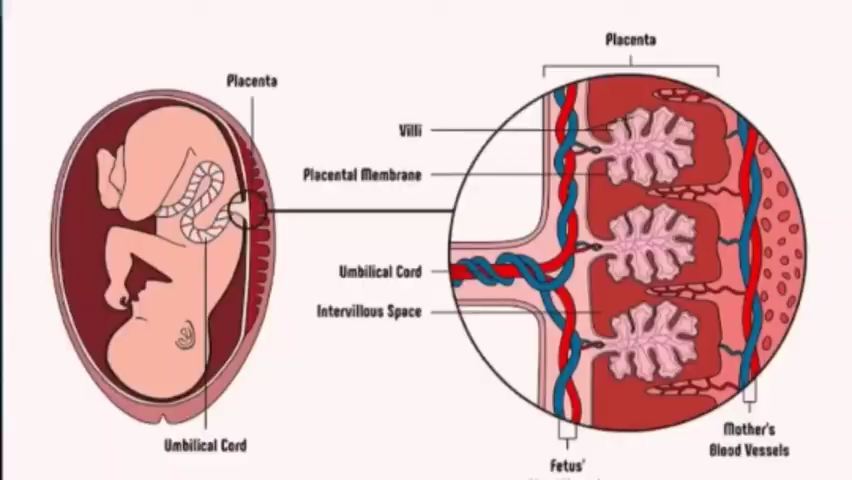 Placenta
Umbilical Cord
Placenta
Villi
Placental Membrane
Umbilical Cord
Intervillous Space
Fetus'
Mother's
Blood Vessels